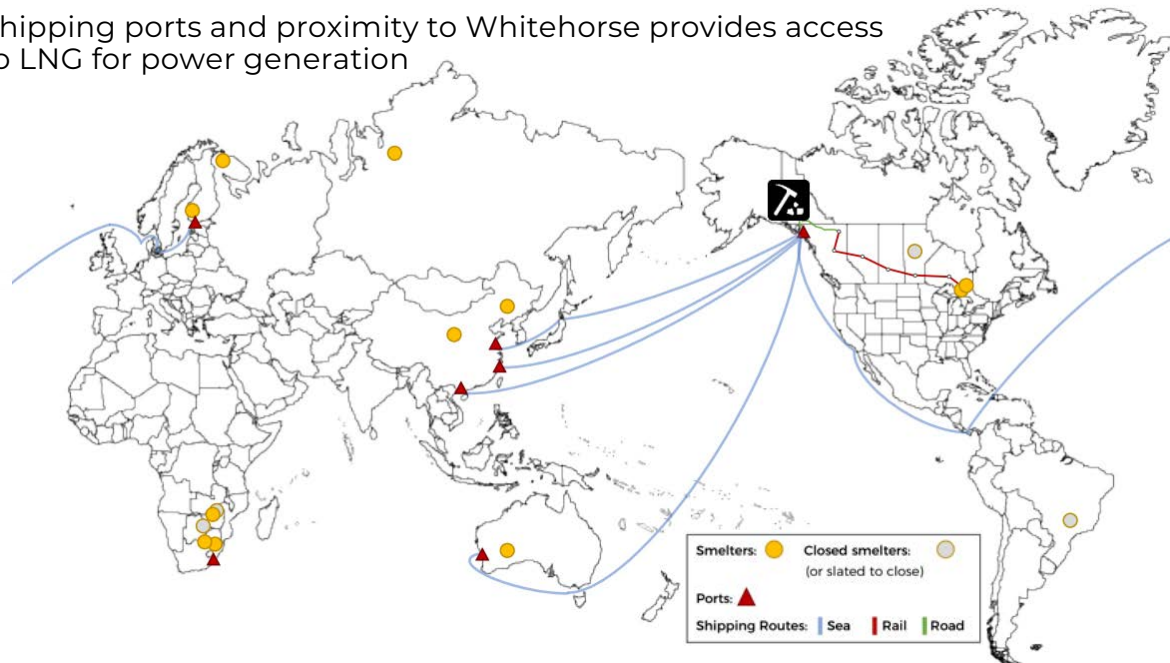 hipping ports and proximity to Whitehorse provides access
o LNG for power generation
Smelters: Closed smelters:
(or slated to close)
Ports:
Shipping Routes: Sea Rail Road